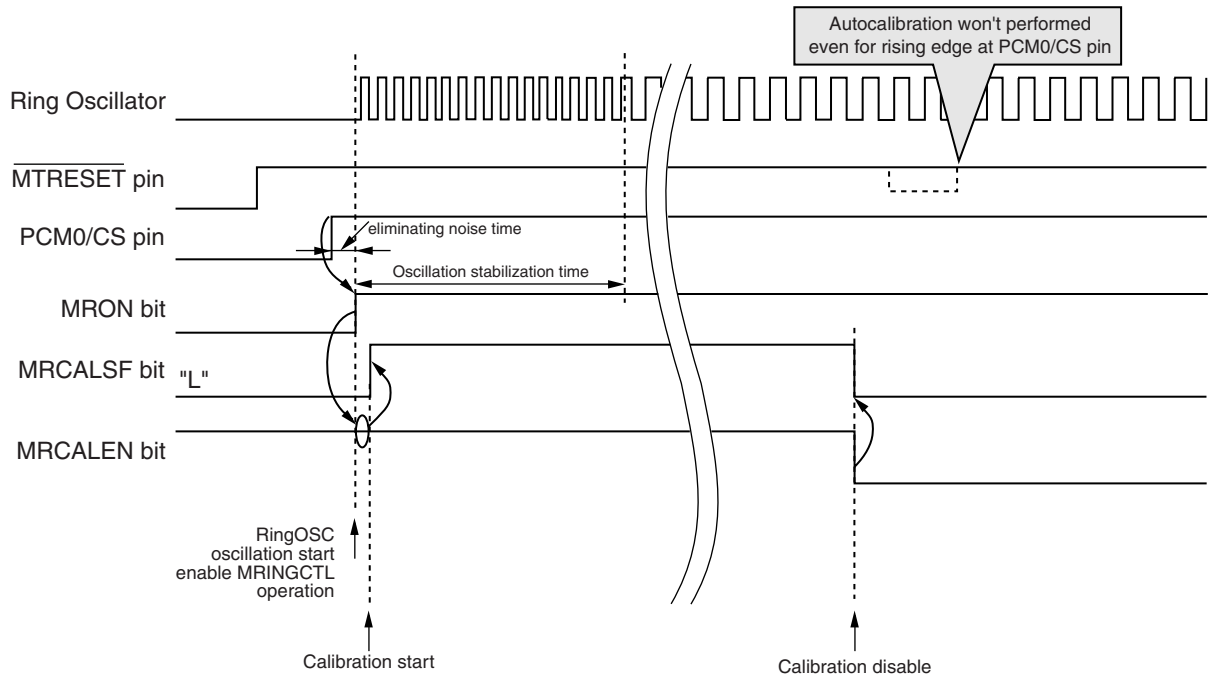 Autocalibration won't performed
even for rising edge at PCM0/CS pin
Ring Oscillator
MTRESET pin
PCM0/CS pin
eliminating noise time
Oscillation stabilization time
MRON bit
MRCALSF bit
"L"
MRCALEN bit
RingOSC
oscillation start
enable MRINGCTL
operation
Calibration start
Calibration disable